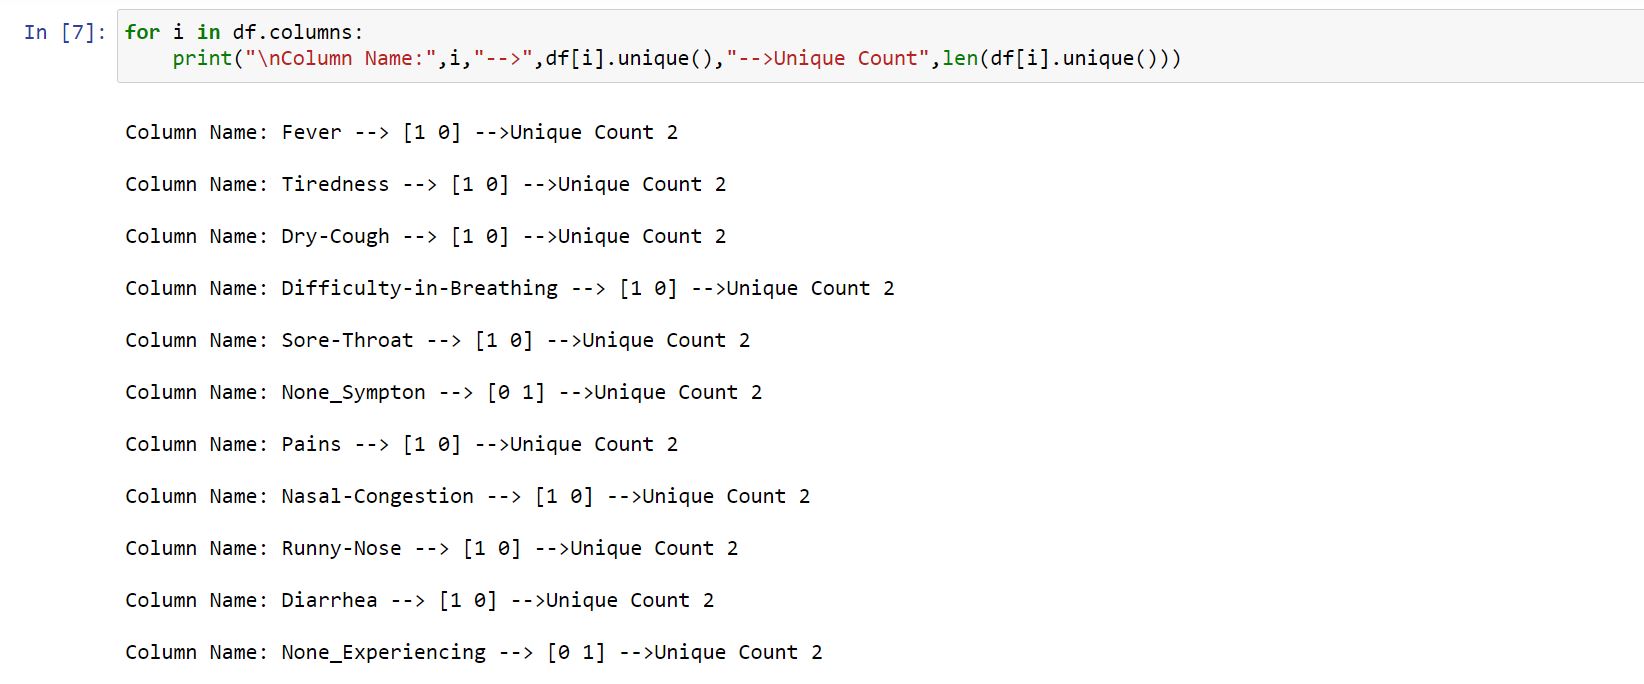 In [7]: for i in df.columns:
print("\nColumn Name:",i,"-->",df[i].unique(),"-->Unique Count",len(df[i].unique()))
Column Name: Fever --> [1 0] -->Unique Count 2
Column Name: Tiredness --> [1 0] -->Unique Count 2
Column Name: Dry-Cough --> [1 0] -->Unique Count 2
Column Name: Difficulty-in-Breathing --> [1 0] -->Unique Count 2
Column Name: Sore-Throat --> [1 0] -->Unique Count 2
Column Name: None_Sympton --> [0 1] -->Unique Count 2
Column Name: Pains --> [1 0] -->Unique Count 2
Column Name: Nasal-Congestion --> [1 0] -->Unique Count 2
Column Name: Runny-Nose --> [1 0] -->Unique Count 2
Column Name: Diarrhea --> [1 0] -->Unique Count 2
Column Name: None_Experiencing --> [0 1] -->Unique Count 2